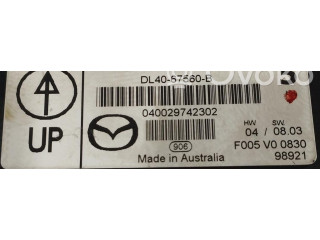 DL40-67560-B
040029742302
UP
HW SW
04 / 08.03
906
F005 V0 0830
Made in Australia
98921